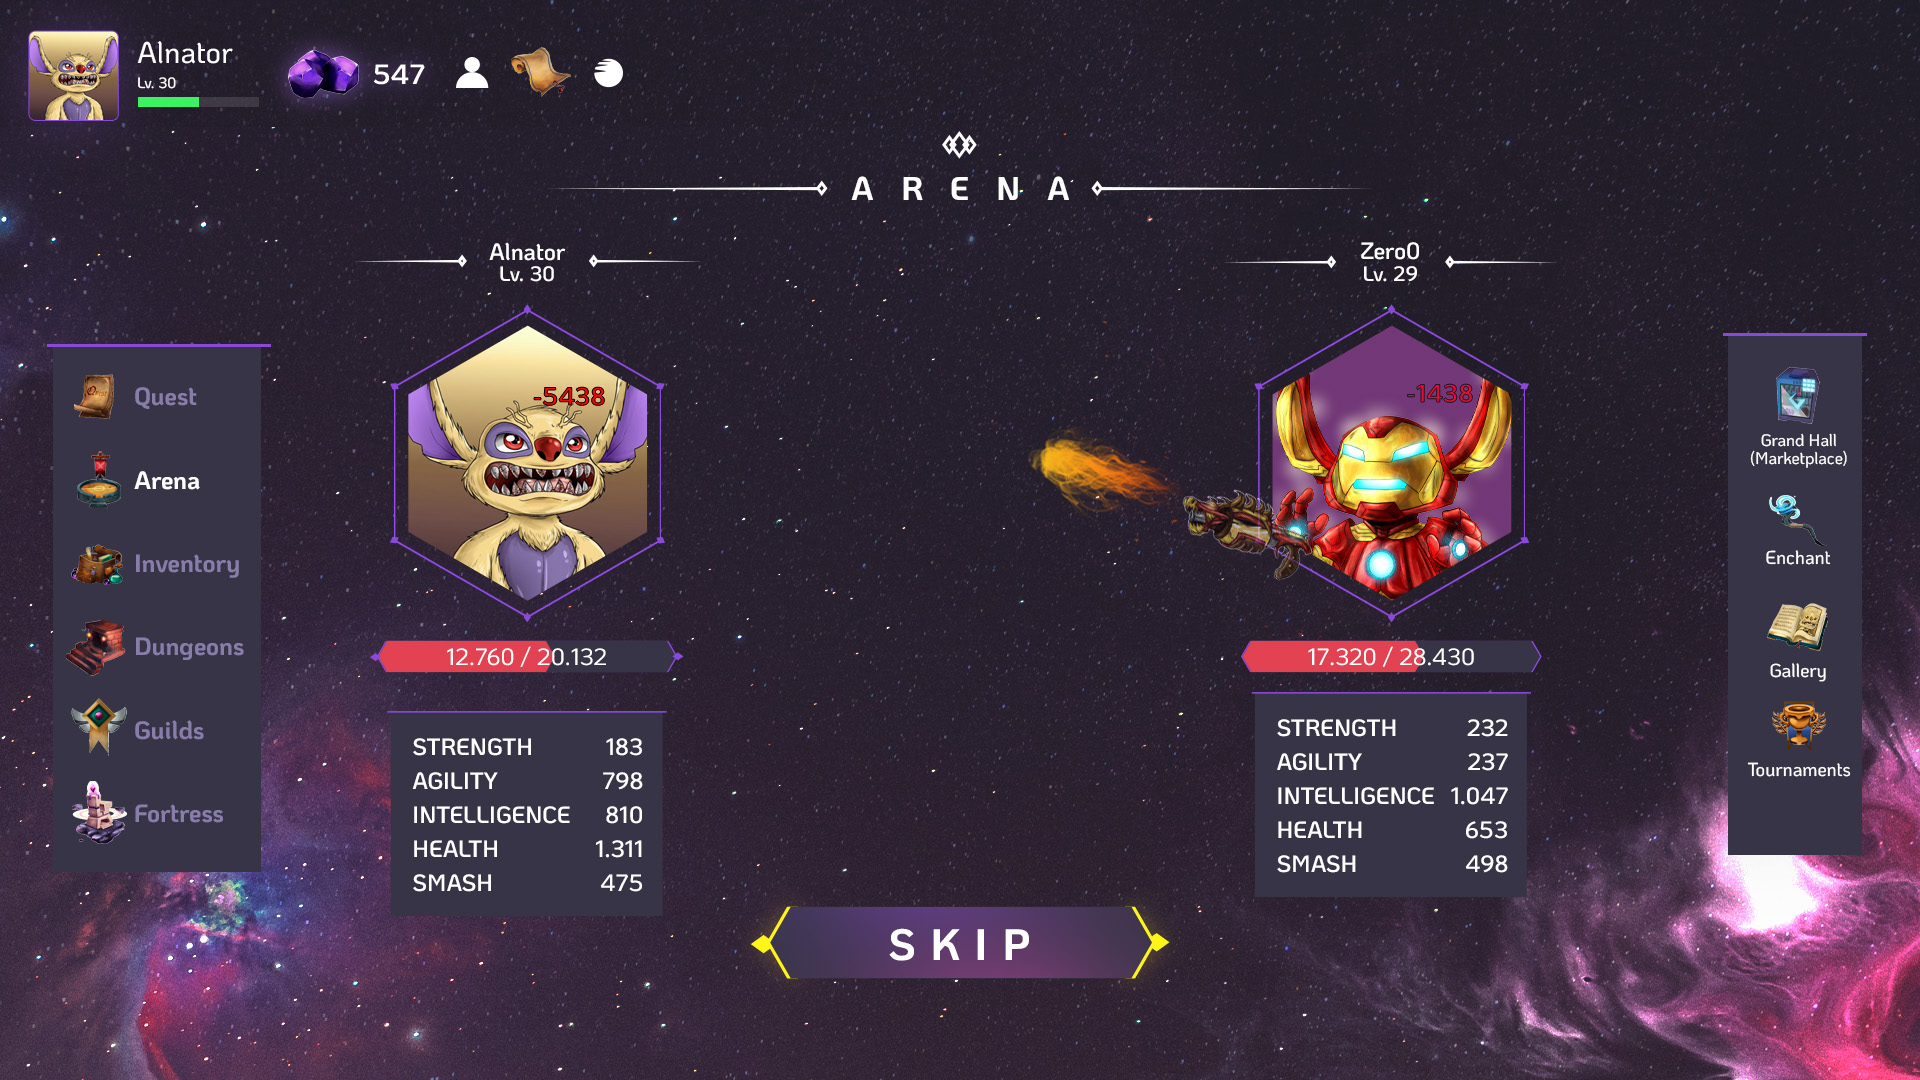 Alnator
Lv. 30
547
ARENA
Alnator
Lv. 30
Zero0
Lv. 29
Quest
Arena
Inventory
Dungeons
Guilds
Fortress
-5438
-1438
12.760 / 20.132
17.320 / 28.430
STRENGTH 183
AGILITY 798
INTELLIGENCE 810
HEALTH 1.311
SMASH 475
STRENGTH 232
AGILITY 237
INTELLIGENCE 1.047
HEALTH 653
SMASH 498
Grand Hall
(Marketplace)
Enchant
Gallery
Tournaments
SKIP